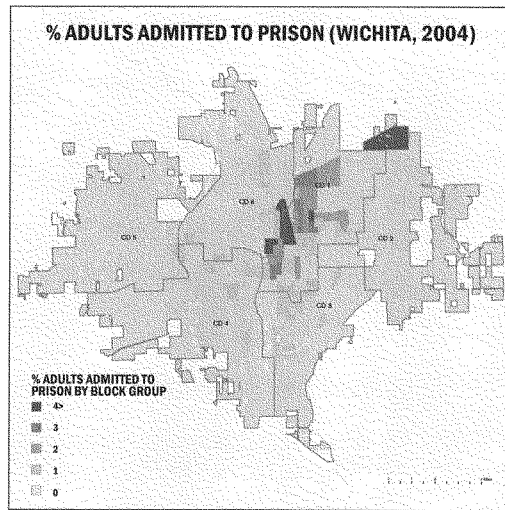 % ADULTS ADMITTED TO PRISON (WICHITA, 2004)
CD 1
CD 6
CD 5
CD 2
CD 4
CD 3
% ADULTS ADMITTED TO
PRISON BY BLOCK GROUP
4>
3
2
1
0